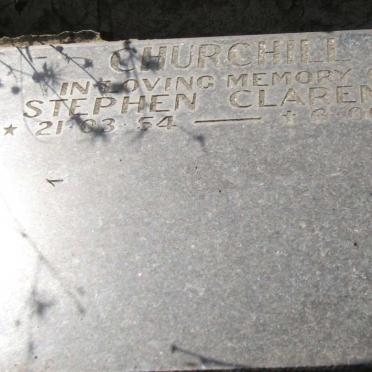 CHURCHILL
IN LOVING MEMORY
STEPHEN CLAREN
★ 21·03·54 —